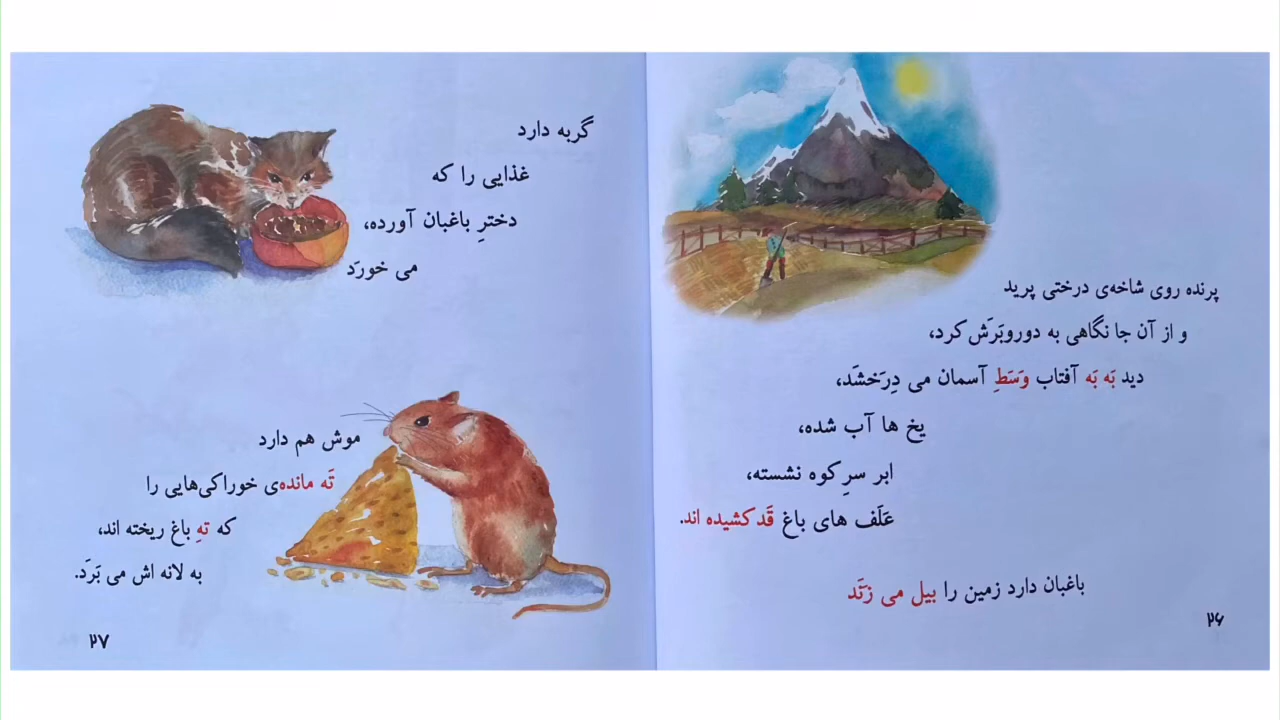 پرنده روی شاخه‌ی درختی پرید
و از آن جا نگاهی به دوروبَرَش کرد،
دید بَه بَه آفتاب وَسَطِ آسمان می دِرَخشَد،
یخ ها آب شده،
ابر سرِ کوه نشسته،
عَلَف های باغ قَد کشیده اند.
باغبان دارد زمین را بیل می زَنَد
۲۶
گربه دارد
غذایی را که
دخترِ باغبان آورده،
می خورَد
موش هم دارد
تَه مانده‌ی خوراکی‌هایی را
که تهِ باغ ریخته اند،
به لانه اش می بَرَد.
۲۷